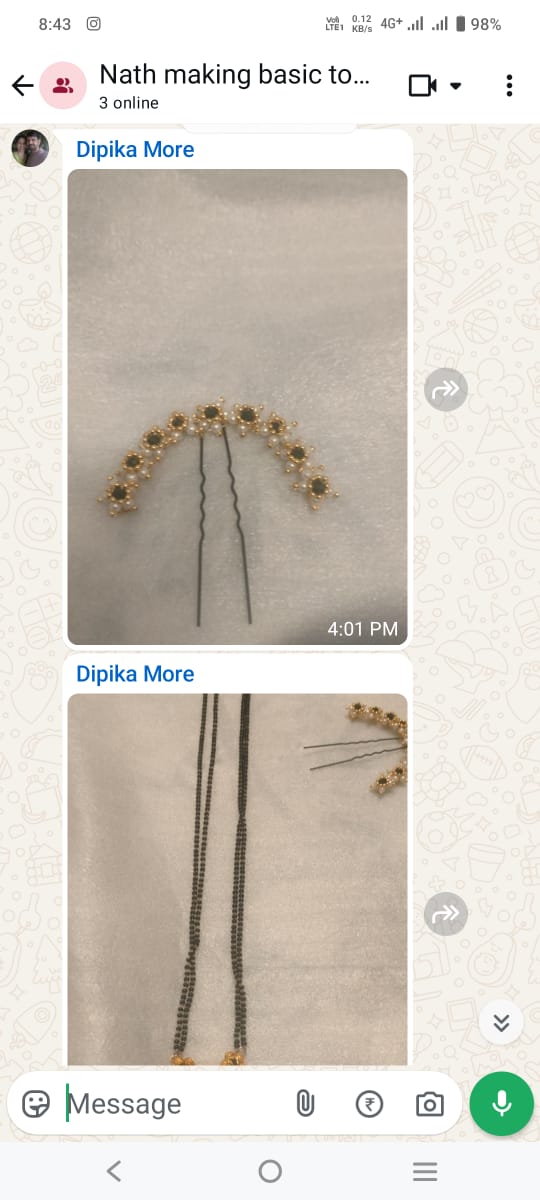 8:43
Vo)) LTE1 0.12 KB/s 4G+ 98%
Nath making basic to...
3 online
Dipika More
4:01 PM
Dipika More
Message